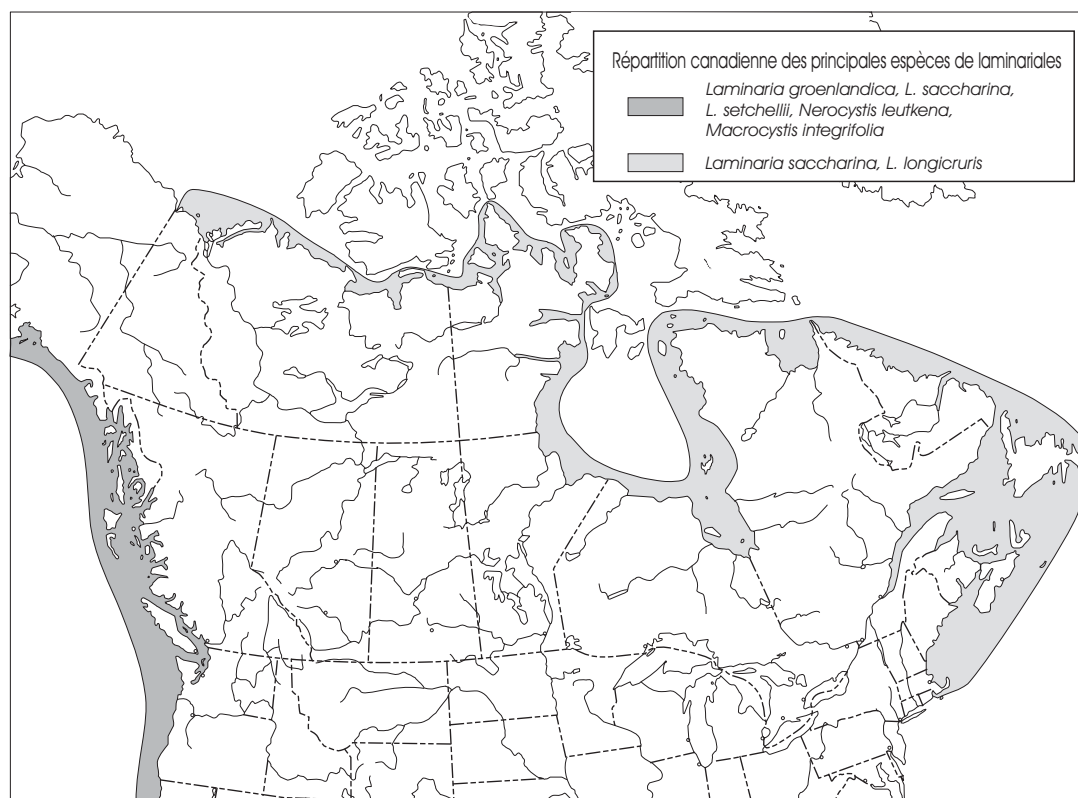 Répartition canadienne des principales espèces de laminariales
Laminaria groenlandica, L. saccharina,
L. setchellii, Nerocystis leutkena,
Macrocystis integrifolia
Laminaria saccharina, L. longicruris